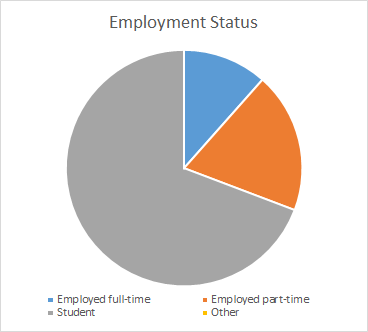 Employment Status
Employed full-time Employed part-time
Student Other